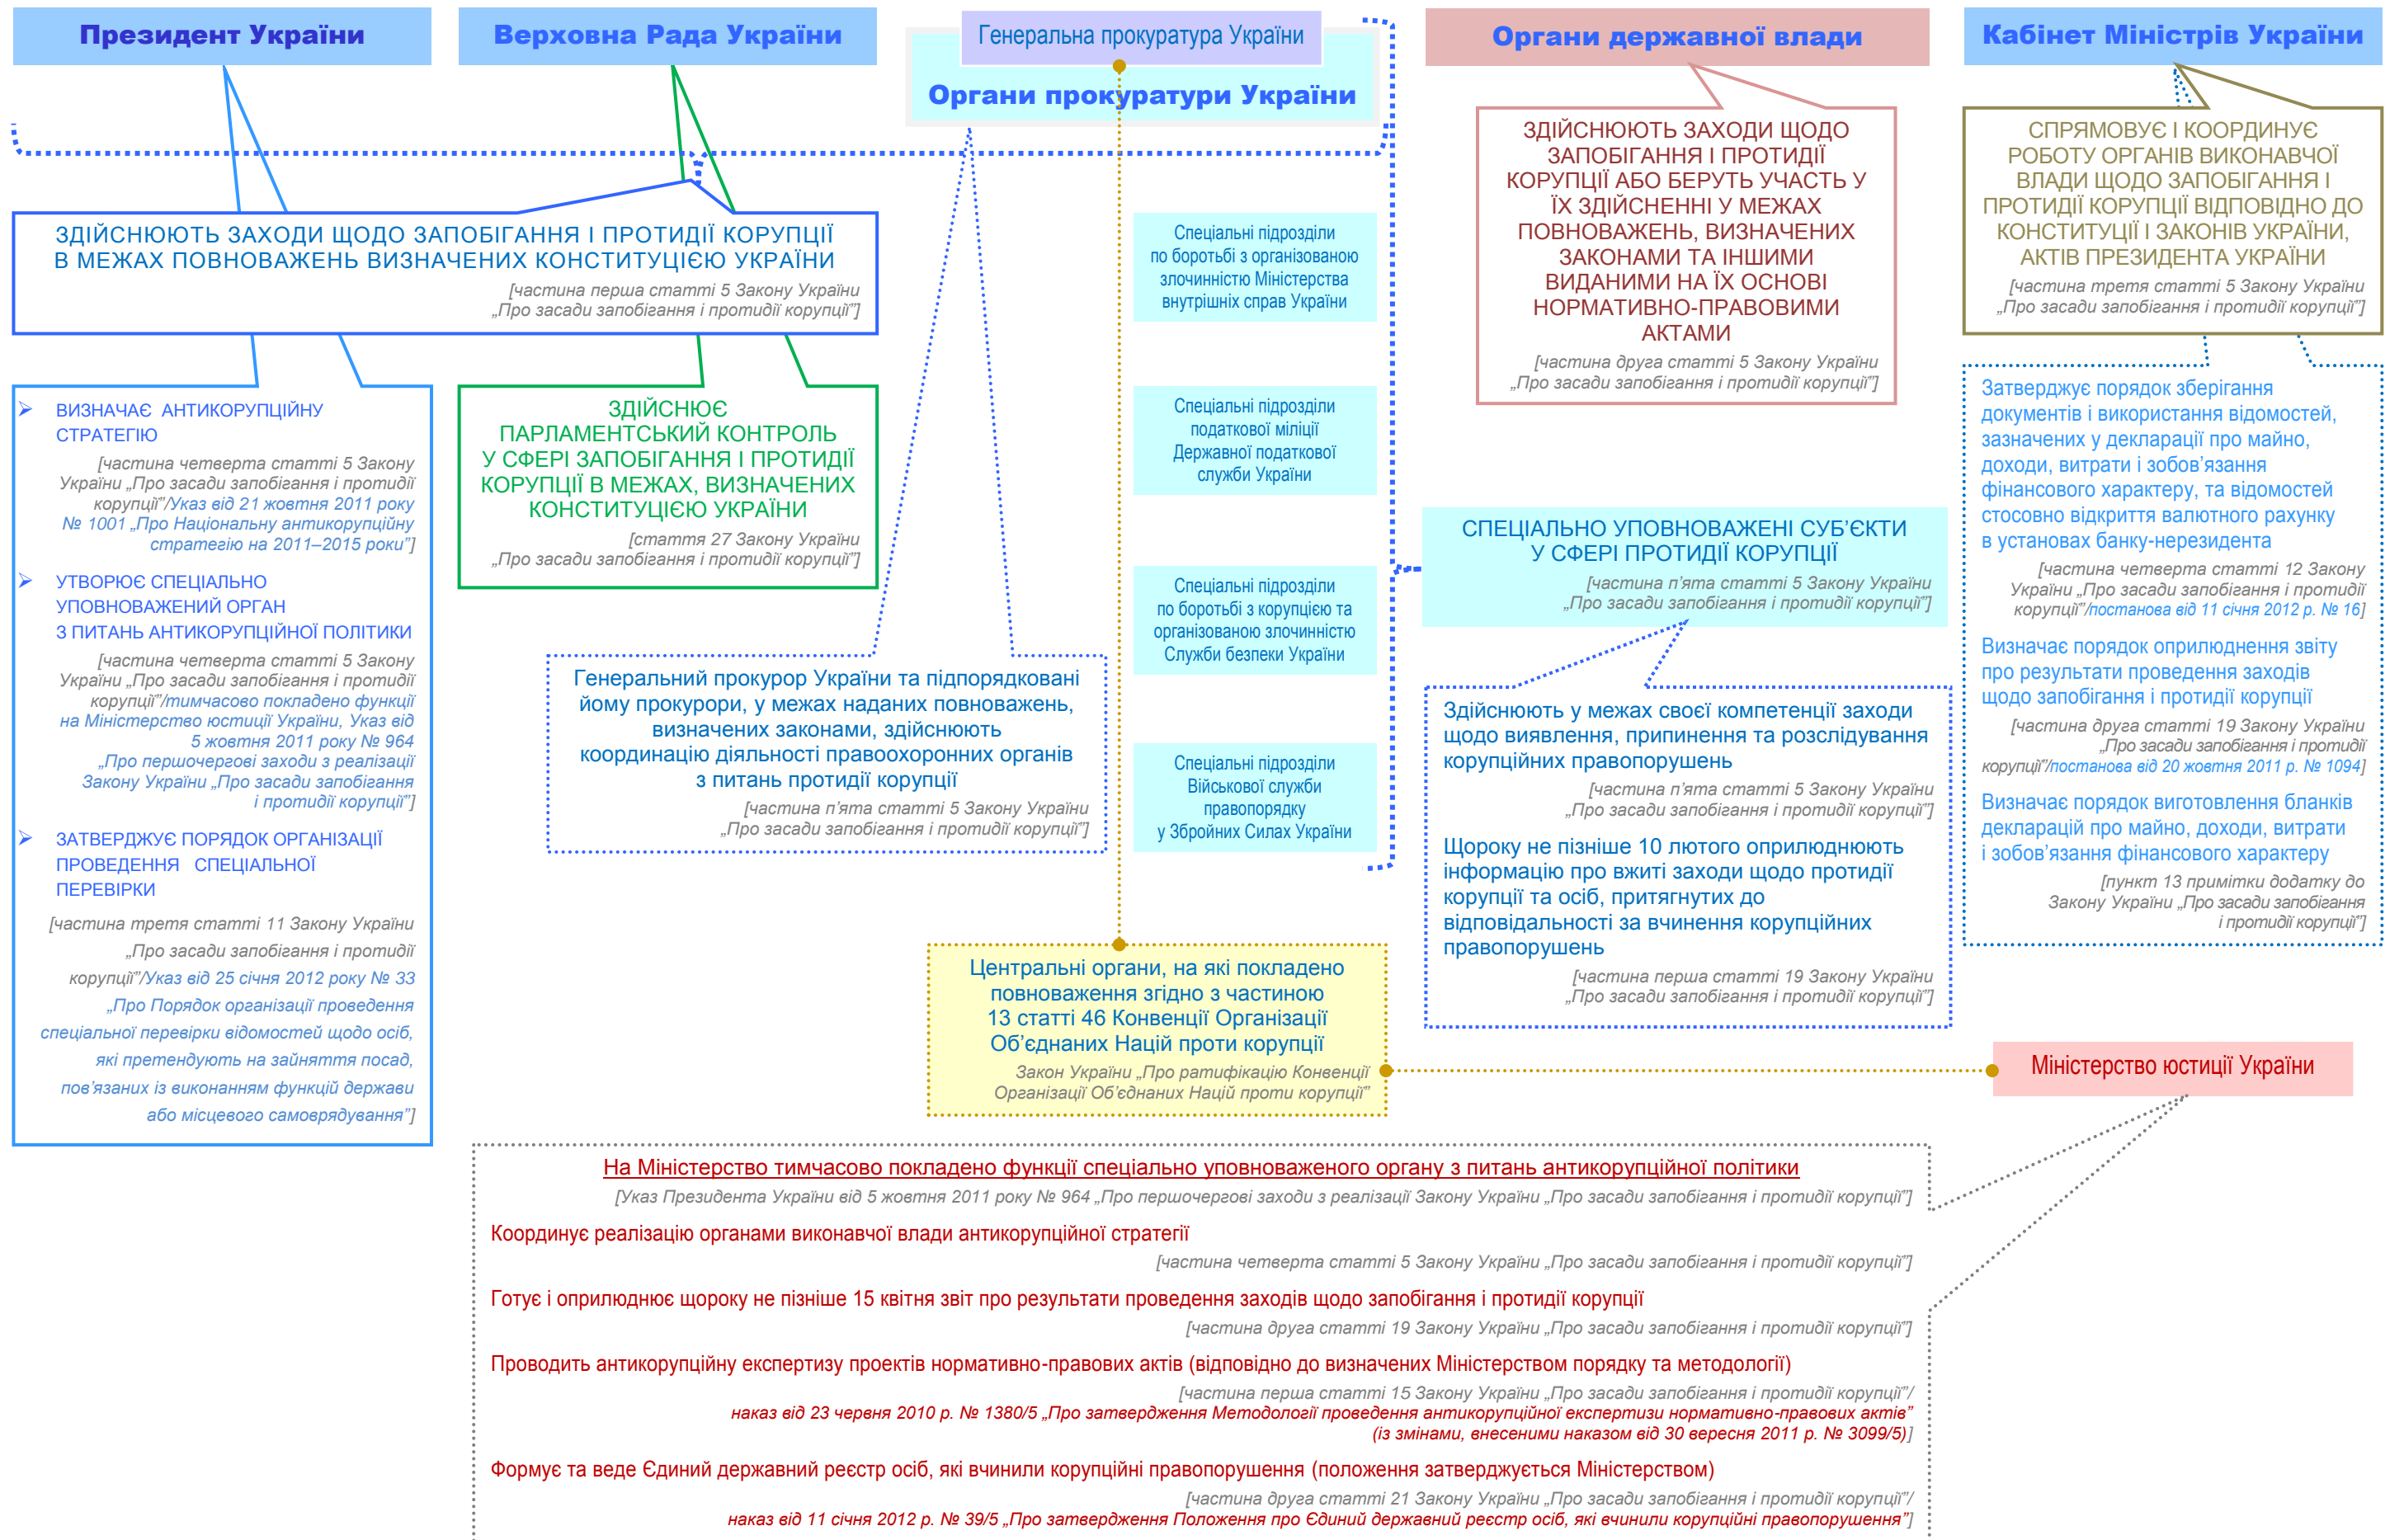 Президент України
Верховна Рада України
Генеральна прокуратура України
Органи прокуратури України
Органи державної влади
Кабінет Міністрів України
ЗДІЙСНЮЮТЬ ЗАХОДИ ЩОДО ЗАПОБІГАННЯ І ПРОТИДІЇ КОРУПЦІЇ
В МЕЖАХ ПОВНОВАЖЕНЬ ВИЗНАЧЕНИХ КОНСТИТУЦІЄЮ УКРАЇНИ
[частина перша статті 5 Закону України
„Про засади запобігання і протидії корупції”]
ВИЗНАЧАЄ АНТИКОРУПЦІЙНУ
СТРАТЕГІЮ
[частина четверта статті 5 Закону
України „Про засади запобігання і протидії
корупції”/Указ від 21 жовтня 2011 року
№ 1001 „Про Національну антикорупційну
стратегію на 2011–2015 роки”]
УТВОРЮЄ СПЕЦІАЛЬНО
УПОВНОВАЖЕНИЙ ОРГАН
З ПИТАНЬ АНТИКОРУПЦІЙНОЇ ПОЛІТИКИ
[частина четверта статті 5 Закону
України „Про засади запобігання і протидії
корупції”/тимчасово покладено функції
на Міністерство юстиції України, Указ від
5 жовтня 2011 року № 964
„Про першочергові заходи з реалізації
Закону України „Про засади запобігання
і протидії корупції”]
ЗАТВЕРДЖУЄ ПОРЯДОК ОРГАНІЗАЦІЇ
ПРОВЕДЕННЯ СПЕЦІАЛЬНОЇ
ПЕРЕВІРКИ
[частина третя статті 11 Закону України
„Про засади запобігання і протидії
корупції”/Указ від 25 січня 2012 року № 33
„Про Порядок організації проведення
спеціальної перевірки відомостей щодо осіб,
які претендують на зайняття посад,
пов’язаних із виконанням функцій держави
або місцевого самоврядування”]
ЗДІЙСНЮЄ
ПАРЛАМЕНТСЬКИЙ КОНТРОЛЬ
У СФЕРІ ЗАПОБІГАННЯ І ПРОТИДІЇ
КОРУПЦІЇ В МЕЖАХ, ВИЗНАЧЕНИХ
КОНСТИТУЦІЄЮ УКРАЇНИ
[стаття 27 Закону України
„Про засади запобігання і протидії корупції”]
Генеральний прокурор України та підпорядковані
йому прокурори, у межах наданих повноважень,
визначених законами, здійснюють
координацію діяльності правоохоронних органів
з питань протидії корупції
[частина п’ята статті 5 Закону України
„Про засади запобігання і протидії корупції”]
Спеціальні підрозділи
по боротьбі з організованою
злочинністю Міністерства
внутрішніх справ України
Спеціальні підрозділи
податкової міліції
Державної податкової
служби України
Спеціальні підрозділи
по боротьбі з корупцією та
організованою злочинністю
Служби безпеки України
Спеціальні підрозділи
Військової служби
правопорядку
у Збройних Силах України
Центральні органи, на які покладено
повноваження згідно з частиною
13 статті 46 Конвенції Організації
Об’єднаних Націй проти корупції
Закон України „Про ратифікацію Конвенції
Організації Об’єднаних Націй проти корупції”
ЗДІЙСНЮЮТЬ ЗАХОДИ ЩОДО
ЗАПОБІГАННЯ І ПРОТИДІЇ
КОРУПЦІЇ АБО БЕРУТЬ УЧАСТЬ У
ЇХ ЗДІЙСНЕННІ У МЕЖАХ
ПОВНОВАЖЕНЬ, ВИЗНАЧЕНИХ
ЗАКОНАМИ ТА ІНШИМИ
ВИДАНИМИ НА ЇХ ОСНОВІ
НОРМАТИВНО-ПРАВОВИМИ
АКТАМИ
[частина друга статті 5 Закону України
„Про засади запобігання і протидії корупції”]
СПЕЦІАЛЬНО УПОВНОВАЖЕНІ СУБ’ЄКТИ
У СФЕРІ ПРОТИДІЇ КОРУПЦІЇ
[частина п’ята статті 5 Закону України
„Про засади запобігання і протидії корупції”]
Здійснюють у межах своєї компетенції заходи
щодо виявлення, припинення та розслідування
корупційних правопорушень
[частина п’ята статті 5 Закону України
„Про засади запобігання і протидії корупції”]
Щороку не пізніше 10 лютого оприлюднюють
інформацію про вжиті заходи щодо протидії
корупції та осіб, притягнутих до
відповідальності за вчинення корупційних
правопорушень
[частина перша статті 19 Закону України
„Про засади запобігання і протидії корупції”]
СПРЯМОВУЄ І КООРДИНУЄ
РОБОТУ ОРГАНІВ ВИКОНАВЧОЇ
ВЛАДИ ЩОДО ЗАПОБІГАННЯ І
ПРОТИДІЇ КОРУПЦІЇ ВІДПОВІДНО ДО
КОНСТИТУЦІЇ І ЗАКОНІВ УКРАЇНИ,
АКТІВ ПРЕЗИДЕНТА УКРАЇНИ
[частина третя статті 5 Закону України
„Про засади запобігання і протидії корупції”]
Затверджує порядок зберігання
документів і використання відомостей,
зазначених у декларації про майно,
доходи, витрати і зобов’язання
фінансового характеру, та відомостей
стосовно відкриття валютного рахунку
в установах банку-нерезидента
[частина четверта статті 12 Закону
України „Про засади запобігання і протидії
корупції”/постанова від 11 січня 2012 р. № 16]
Визначає порядок оприлюднення звіту
про результати проведення заходів
щодо запобігання і протидії корупції
[частина друга статті 19 Закону України
„Про засади запобігання і протидії
корупції”/постанова від 20 жовтня 2011 р. № 1094]
Визначає порядок виготовлення бланків
декларацій про майно, доходи, витрати
і зобов’язання фінансового характеру
[пункт 13 примітки додатку до
Закону України „Про засади запобігання
і протидії корупції”]
Міністерство юстиції України
На Міністерство тимчасово покладено функції спеціально уповноваженого органу з питань антикорупційної політики
[Указ Президента України від 5 жовтня 2011 року № 964 „Про першочергові заходи з реалізації Закону України „Про засади запобігання і протидії корупції”]
Координує реалізацію органами виконавчої влади антикорупційної стратегії
[частина четверта статті 5 Закону України „Про засади запобігання і протидії корупції”]
Готує і оприлюднює щороку не пізніше 15 квітня звіт про результати проведення заходів щодо запобігання і протидії корупції
[частина друга статті 19 Закону України „Про засади запобігання і протидії корупції”]
Проводить антикорупційну експертизу проектів нормативно-правових актів (відповідно до визначених Міністерством порядку та методології)
[частина перша статті 15 Закону України „Про засади запобігання і протидії корупції”/
наказ від 23 червня 2010 р. № 1380/5 „Про затвердження Методології проведення антикорупційної експертизи нормативно-правових актів”
(із змінами, внесеними наказом від 30 вересня 2011 р. № 3099/5)]
Формує та веде Єдиний державний реєстр осіб, які вчинили корупційні правопорушення (положення затверджується Міністерством)
[частина друга статті 21 Закону України „Про засади запобігання і протидії корупції”/
наказ від 11 січня 2012 р. № 39/5 „Про затвердження Положення про Єдиний державний реєстр осіб, які вчинили корупційні правопорушення”]